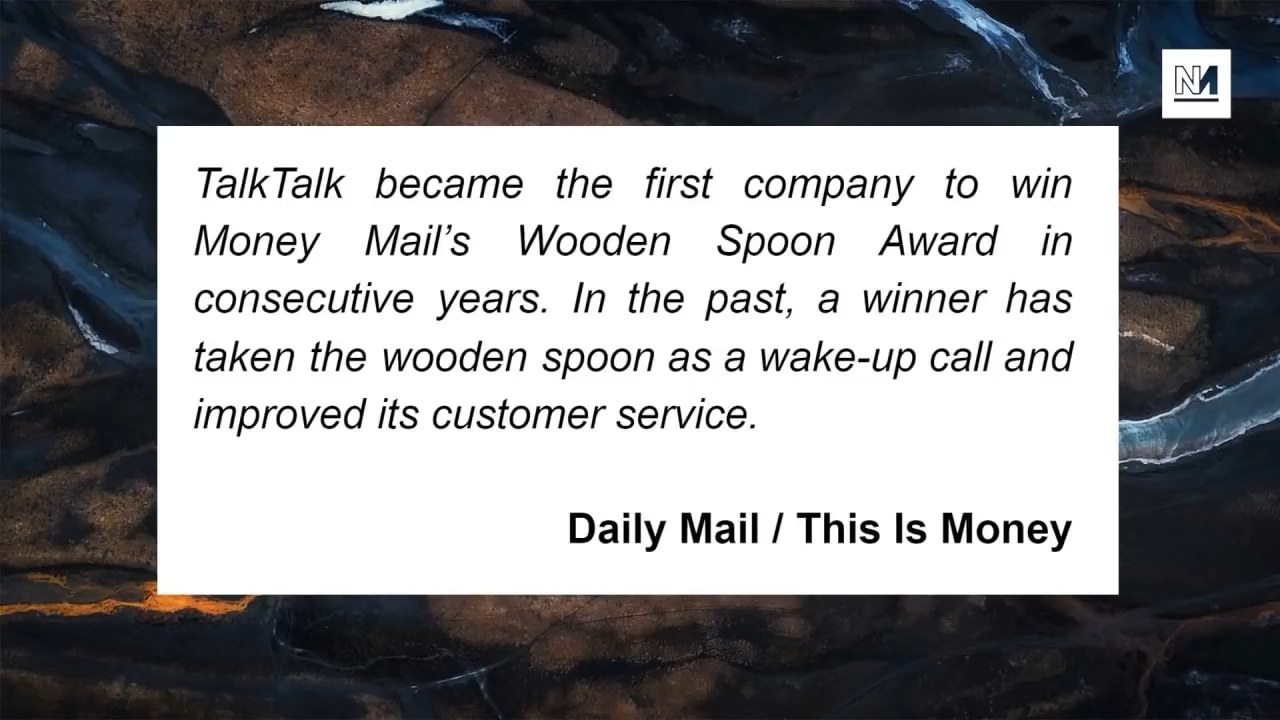 NM
TalkTalk became the first company to win
Money Mail’s Wooden Spoon Award in
consecutive years. In the past, a winner has
taken the wooden spoon as a wake-up call and
improved its customer service.
Daily Mail / This Is Money